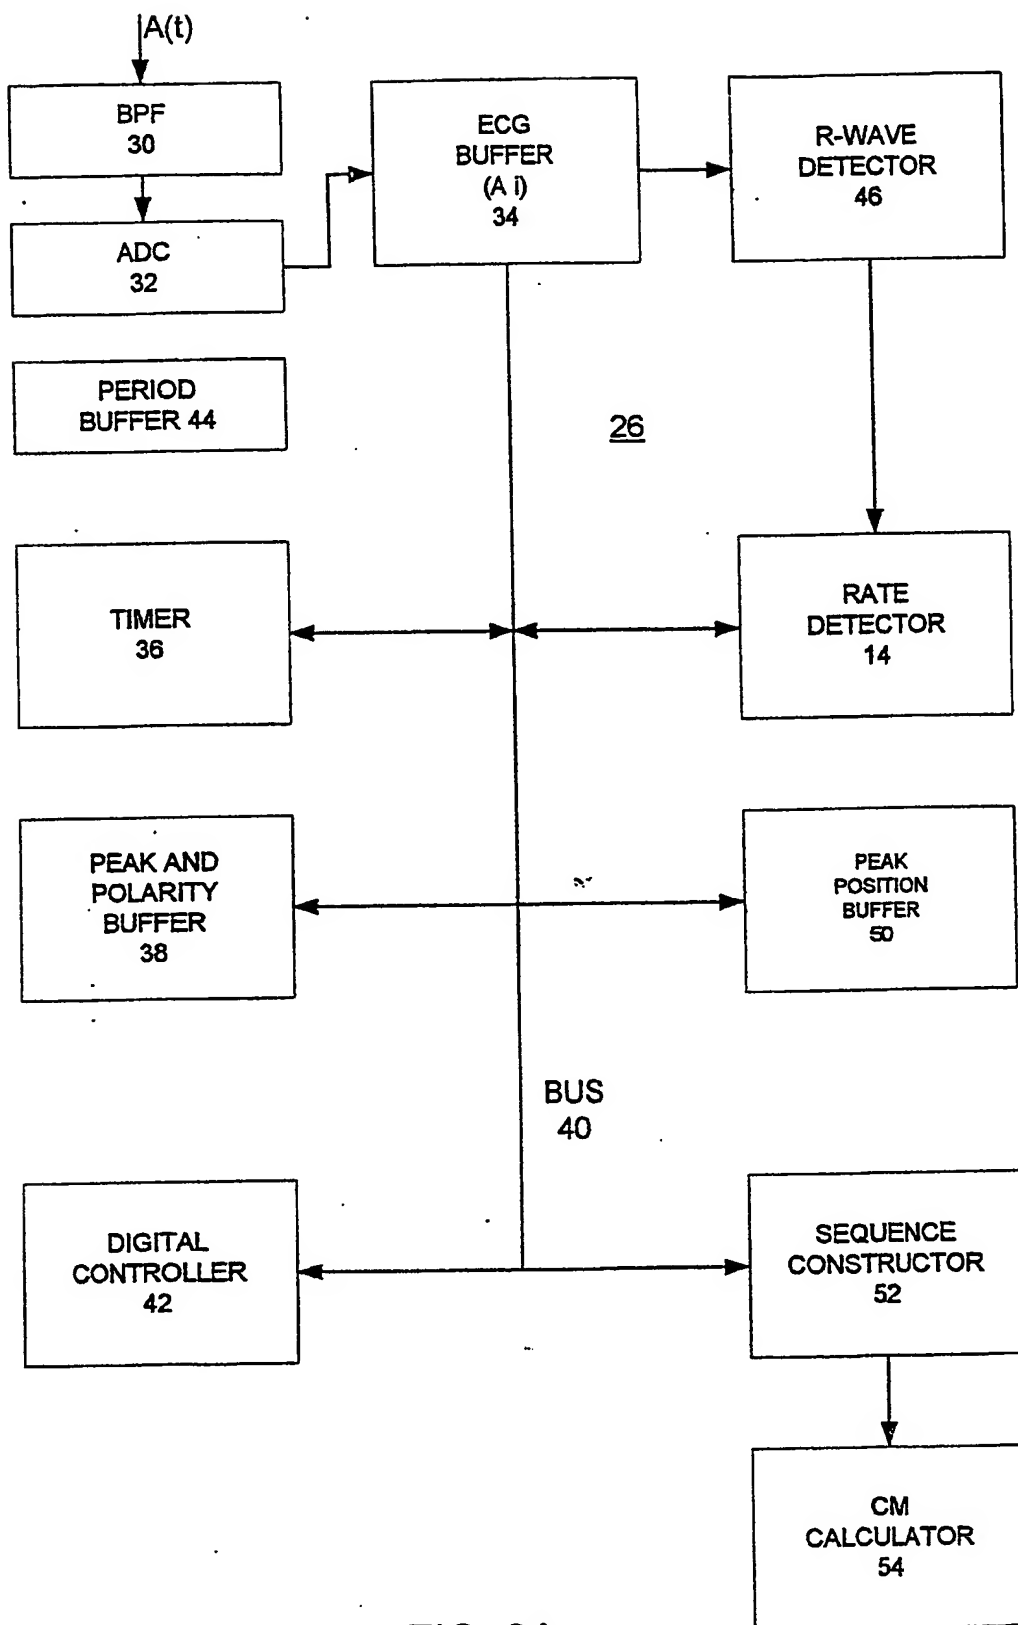 A(t)
BPF
30
ECG
BUFFER
(A i)
34
R-WAVE
DETECTOR
46
ADC
32
PERIOD
BUFFER 44
26
TIMER
36
RATE
DETECTOR
14
PEAK AND
POLARITY
BUFFER
38
PEAK
POSITION
BUFFER
50
BUS
40
DIGITAL
CONTROLLER
42
SEQUENCE
CONSTRUCTOR
52
CM
CALCULATOR
54